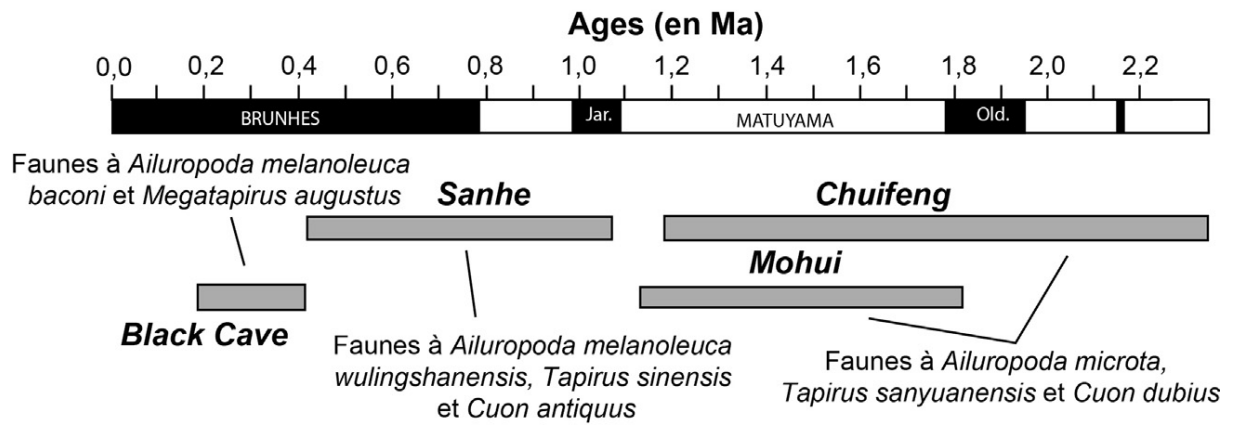 Ages (en Ma)
0,0 0,2 0,4 0,6 0,8 1,0 1,2 1,4 1,6 1,8 2,0 2,2
BRUNHES Jar. MATUYAMA Old.
Faunes à Ailuropoda melanoleuca
baconi et Megatapirus augustus
Sanhe
Chuifeng
Mohui
Black Cave
Faunes à Ailuropoda melanoleuca
wulingshanensis, Tapirus sinensis
et Cuon antiquus
Faunes à Ailuropoda microta,
Tapirus sanyuanensis et Cuon dubius